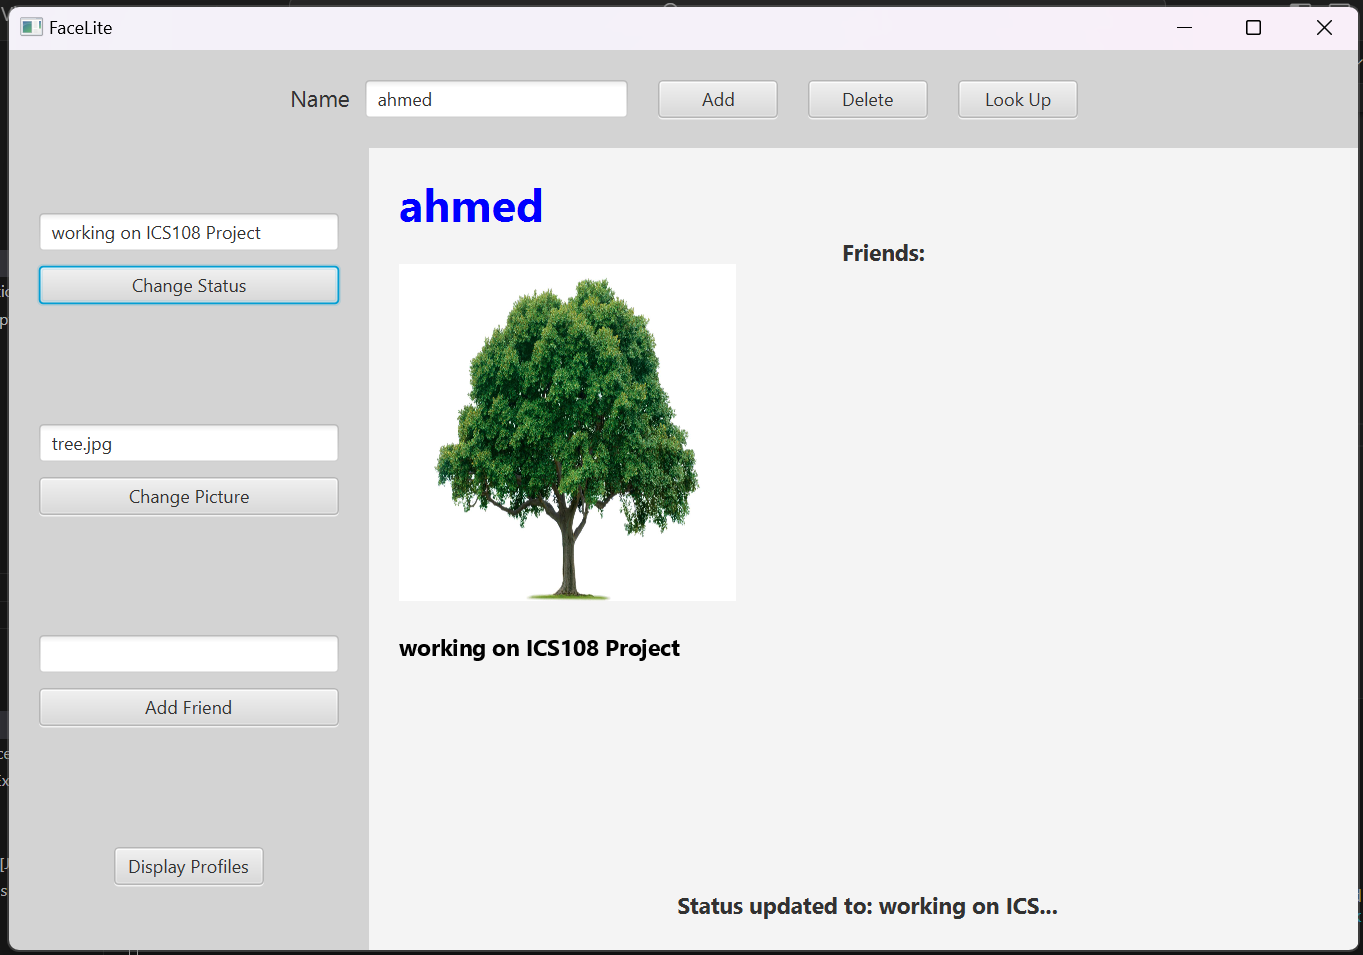 FaceLite
Name ahmed Add Delete Look Up
working on ICS108 Project
Change Status
tree.jpg
Change Picture
Add Friend
Display Profiles
ahmed
Friends:
working on ICS108 Project
Status updated to: working on ICS...